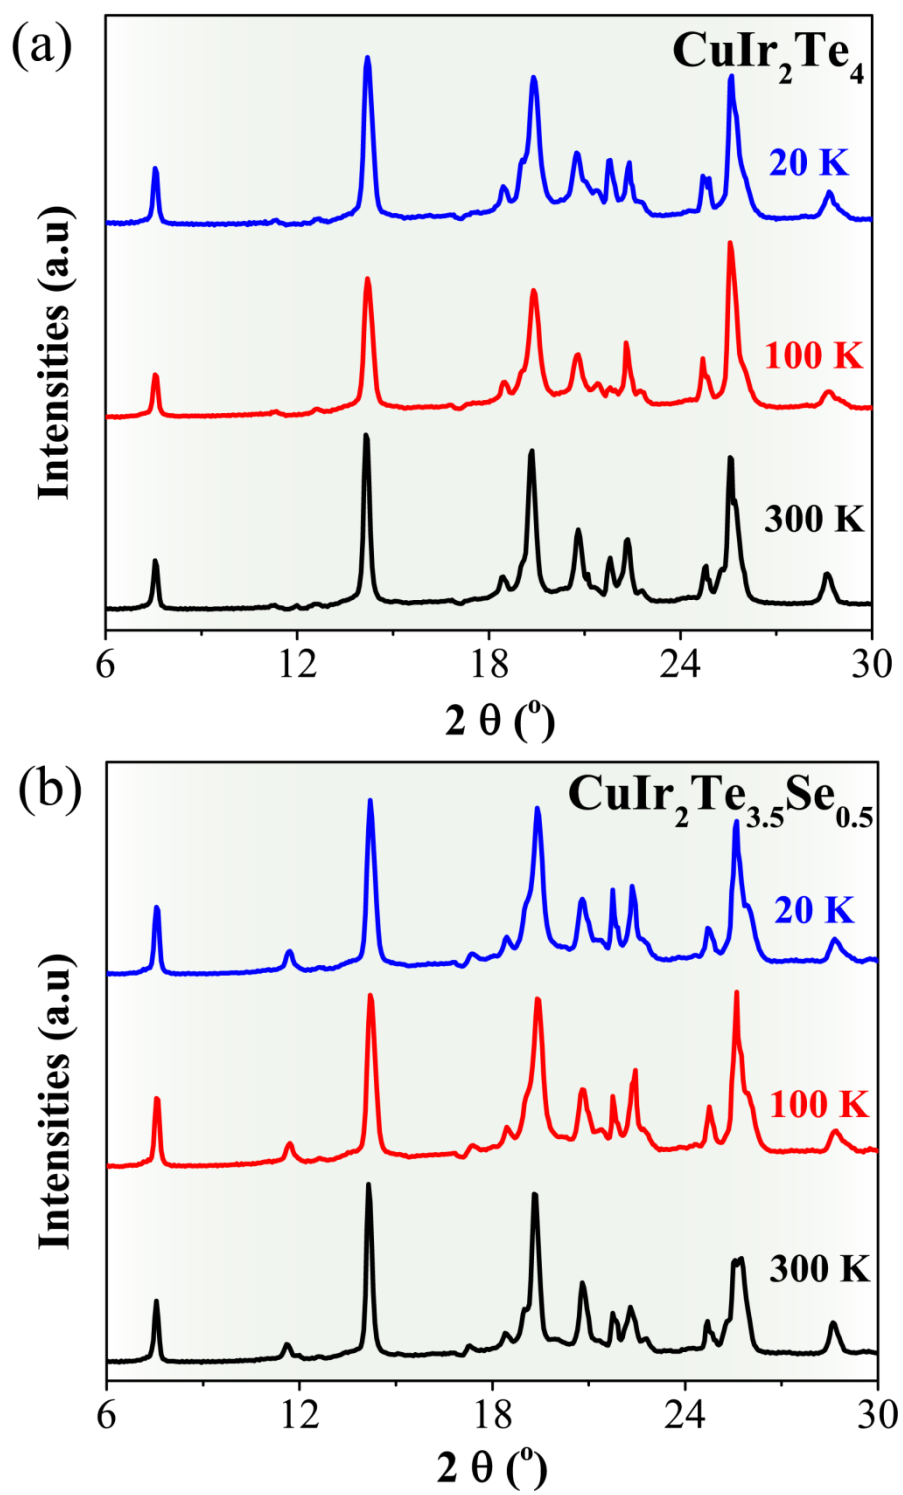 (a)
CuIr₂Te₄
20 K
100 K
300 K
Intensities (a.u)
6 12 18 24 30
2 θ (°)
(b)
CuIr₂Te₃.₅Se₀.₅
20 K
100 K
300 K
Intensities (a.u)
6 12 18 24 30
2 θ (°)